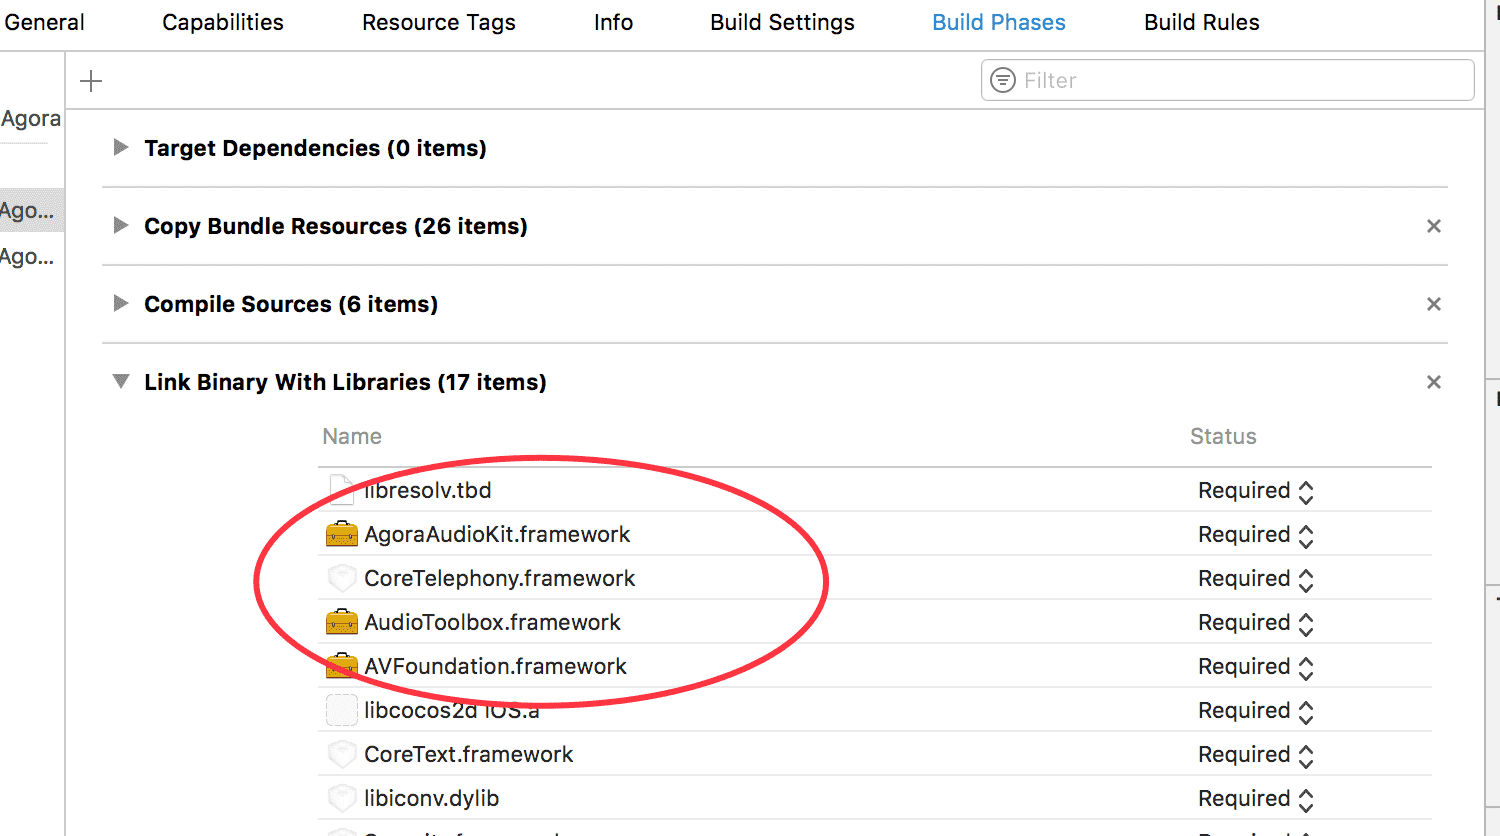 General Capabilities Resource Tags Info Build Settings Build Phases Build Rules
Filter
Agora
Ago...
Ago...
Target Dependencies (0 items)
Copy Bundle Resources (26 items)
Compile Sources (6 items)
Link Binary With Libraries (17 items)
Name Status
libresolv.tbd Required
AgoraAudioKit.framework Required
CoreTelephony.framework Required
AudioToolbox.framework Required
AVFoundation.framework Required
libcocos2d iOS.a Required
CoreText.framework Required
libiconv.dylib Required